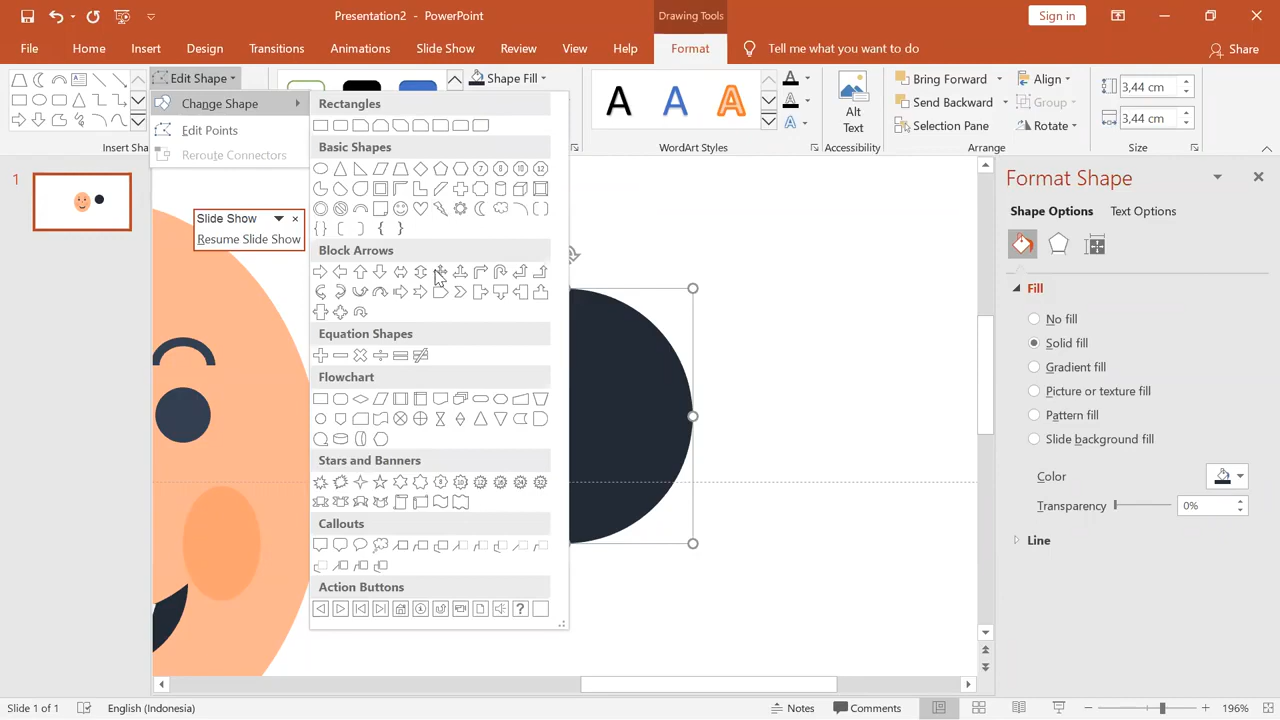 Presentation2 - PowerPoint
Drawing Tools
Sign in
File Home Insert Design Transitions Animations Slide Show Review View Help Format Tell me what you want to do Share
Edit Shape
Shape Fill
A A A
Alt Text
Bring Forward
Send Backward
Selection Pane
Align
Group
Rotate
3,44 cm
3,44 cm
Insert Sha
WordArt Styles
Accessibility
Arrange
Size
Change Shape
Edit Points
Reroute Connectors
Rectangles
Basic Shapes
Block Arrows
Equation Shapes
Flowchart
Stars and Banners
Callouts
Action Buttons
1
Slide Show
Resume Slide Show
Format Shape
Shape Options Text Options
Fill
No fill
Solid fill
Gradient fill
Picture or texture fill
Pattern fill
Slide background fill
Color
Transparency 0%
Line
Slide 1 of 1 English (Indonesia) Notes Comments 196%